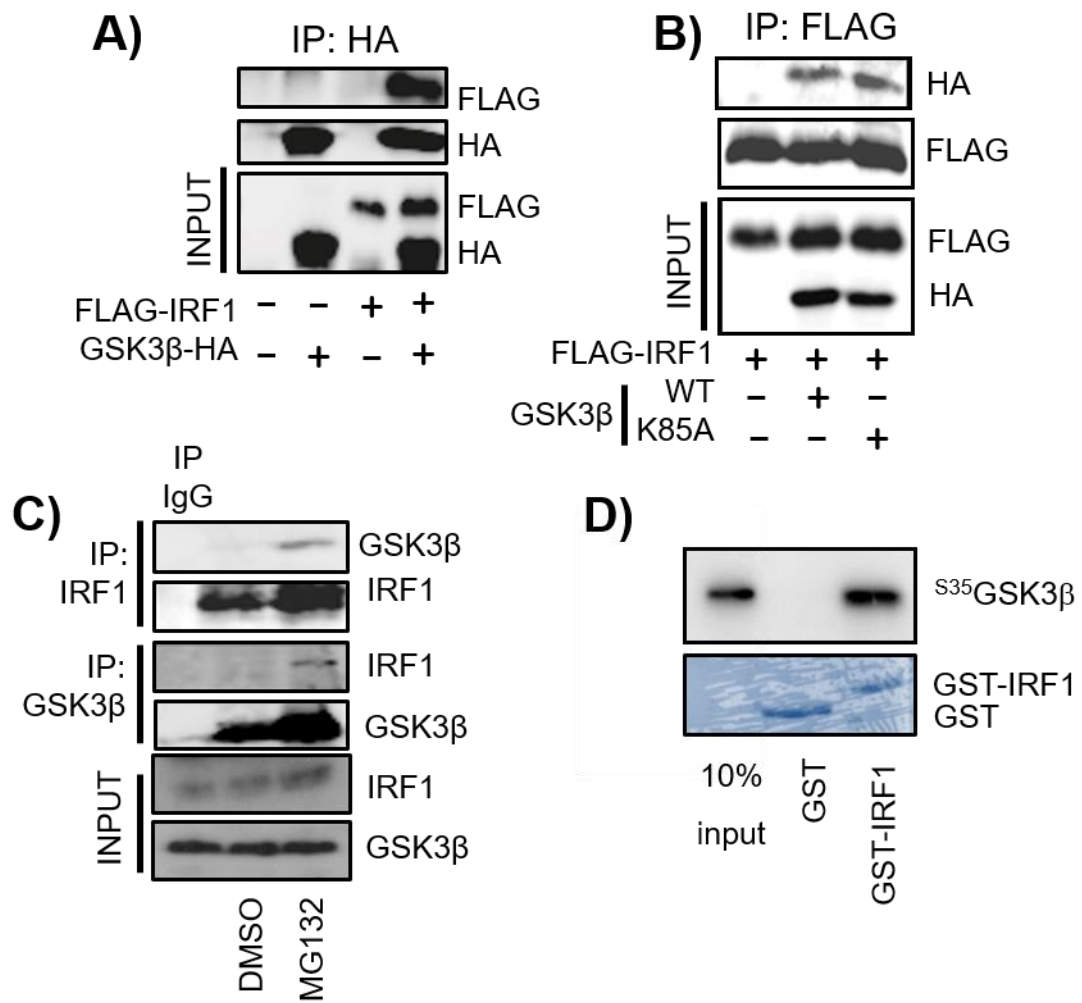 A)
IP: HA
FLAG
HA
INPUT
FLAG
HA
FLAG-IRF1 − − + +
GSK3β-HA − + − +
B)
IP: FLAG
HA
FLAG
INPUT
FLAG
HA
FLAG-IRF1 + + +
GSK3β
WT − + −
K85A − − +
C)
IP
IgG
IP:
IRF1
GSK3β
IRF1
IP:
GSK3β
IRF1
GSK3β
INPUT
IRF1
GSK3β
DMSO
MG132
D)
S35GSK3β
GST-IRF1
GST
10%
input
GST
GST-IRF1